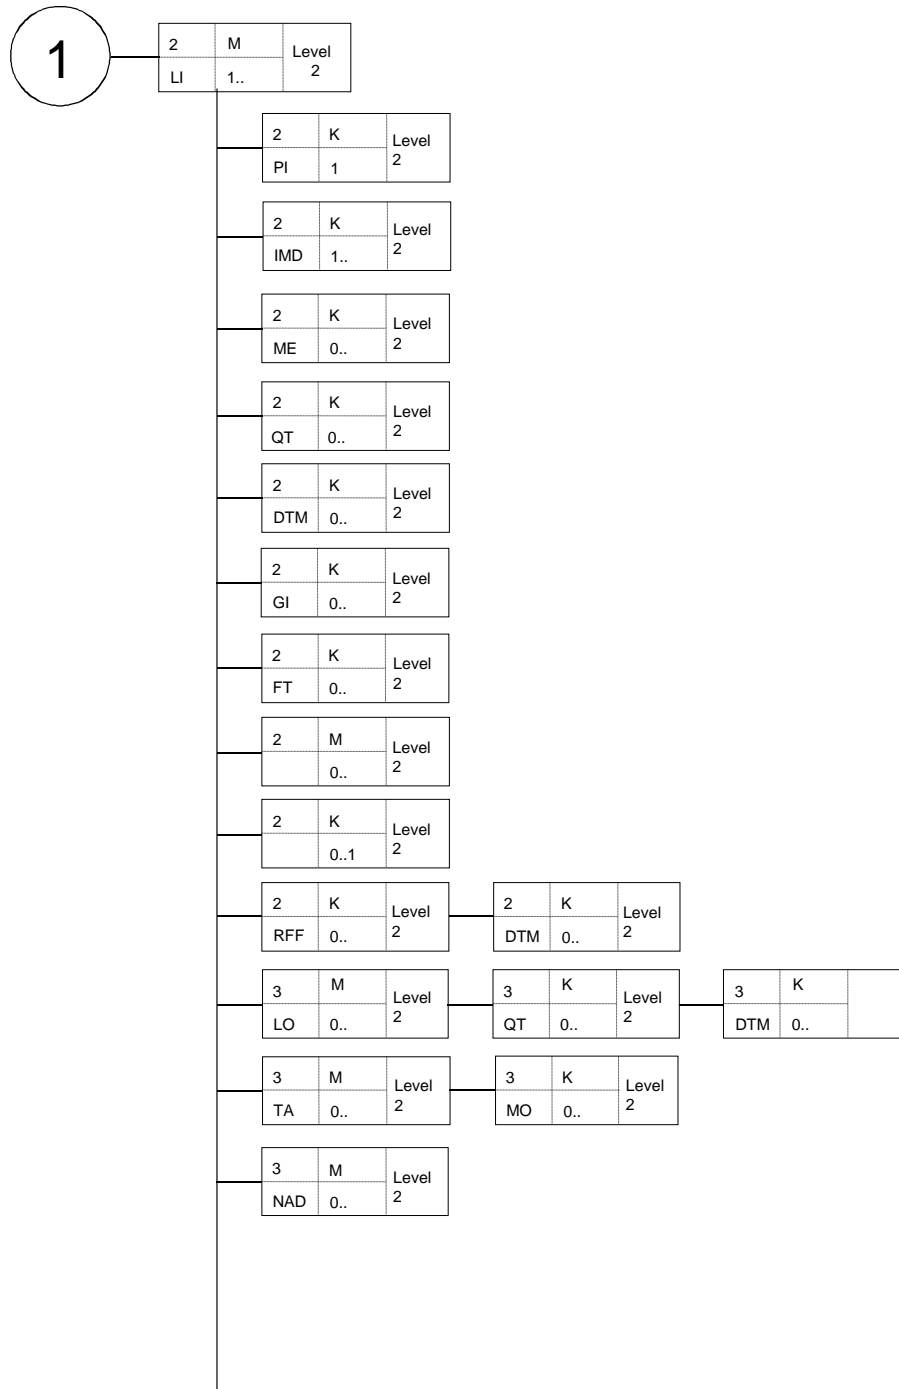 1
2 M Level
LI 1.. 2
2 K Level
PI 1 2
2 K Level
IMD 1.. 2
2 K Level
ME 0.. 2
2 K Level
QT 0.. 2
2 K Level
DTM 0.. 2
2 K Level
GI 0.. 2
2 K Level
FT 0.. 2
2 M Level
0.. 2
2 K Level
0..1 2
2 K Level 2 K Level
RFF 0.. 2 DTM 0.. 2
3 M Level 3 K Level 3 K
LO 0.. 2 QT 0.. 2 DTM 0..
3 M Level 3 K Level
TA 0.. 2 MO 0.. 2
3 M Level
NAD 0.. 2